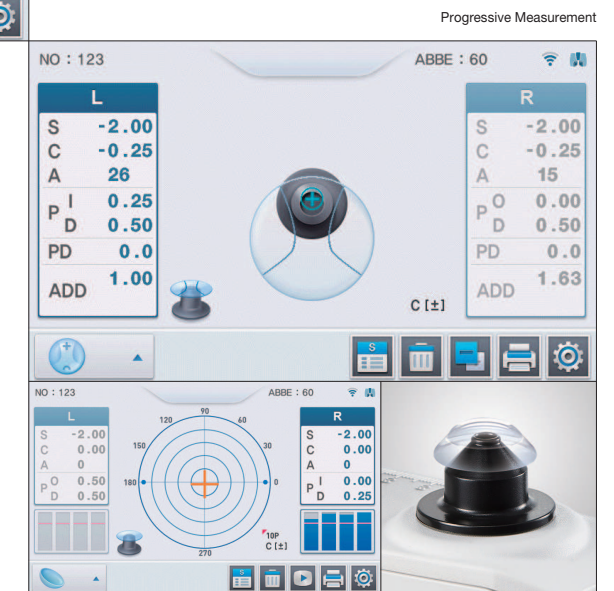 Progressive Measurement
NO : 123
ABBE : 60
L
S -2.00
C -0.25
A 26
P I 0.25
D 0.50
PD 0.0
ADD 1.00
R
S -2.00
C -0.25
A 15
P O 0.00
D 0.50
PD 0.0
ADD 1.63
C [±]
S
NO : 123
ABBE : 60
L
S -2.00
C 0.00
A 0
P O 0.50
D 0.50
90
120
60
150
30
180
0
270
R
S -2.00
C 0.00
A 0
P I 0.00
D 0.25
10P
C [±]
S